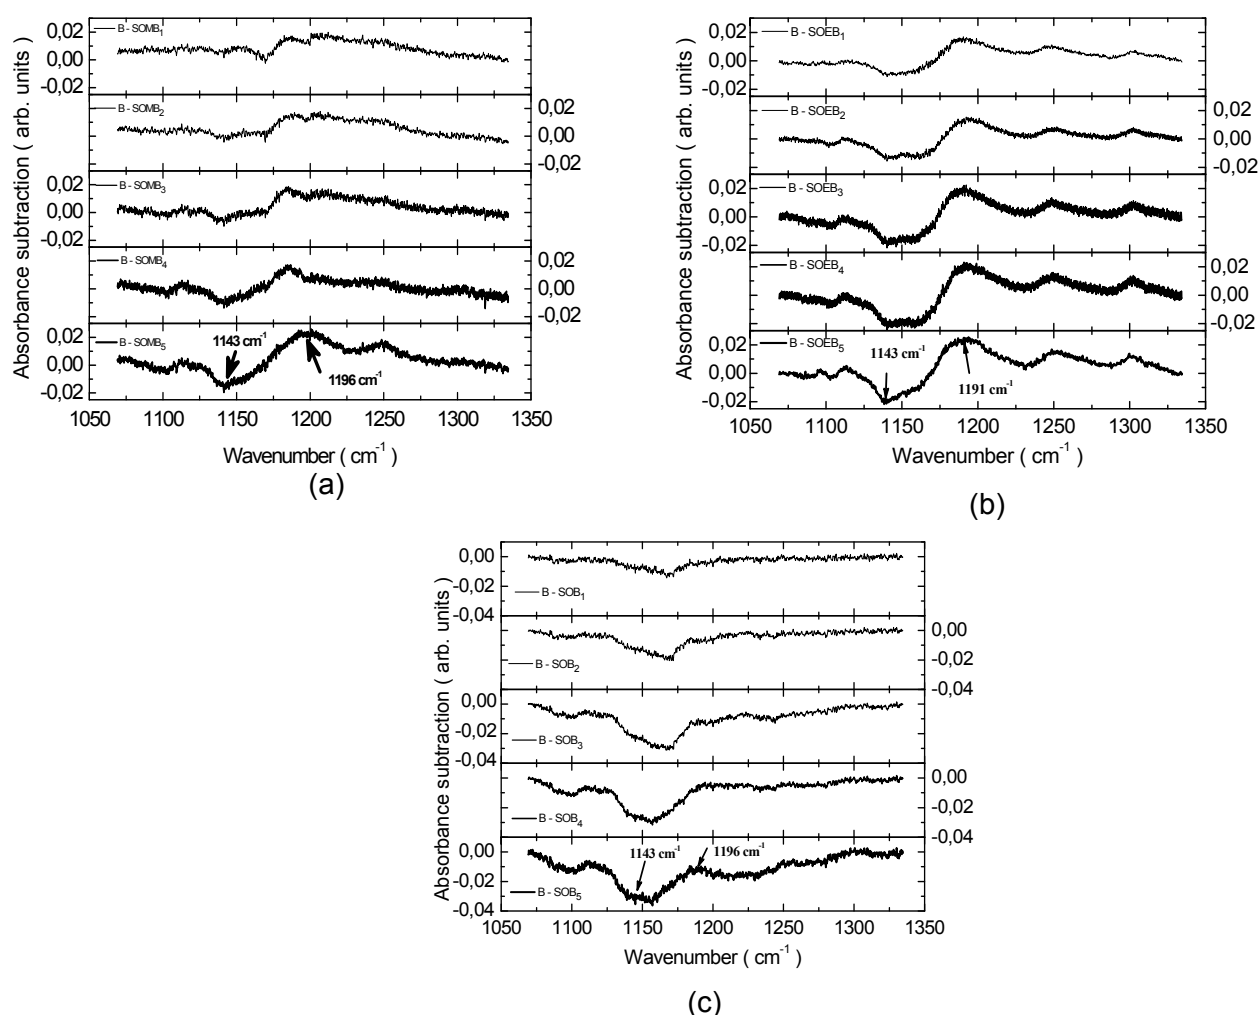 Absorbance subtraction ( arb. units)
0,02
0,00
-0,02
B - SOMB1
0,02
0,00
-0,02
B - SOMB2
0,02
0,00
-0,02
B - SOMB3
0,02
0,00
-0,02
B - SOMB4
0,02
0,00
-0,02
B - SOMB5
1143 cm-1
1196 cm-1
1050 1100 1150 1200 1250 1300 1350
Wavenumber ( cm-1 )
(a)
Absorbance subtraction ( arb. units)
0,02
0,00
-0,02
B - SOEB1
0,02
0,00
-0,02
B - SOEB2
0,02
0,00
-0,02
B - SOEB3
0,02
0,00
-0,02
B - SOEB4
0,02
0,00
-0,02
B - SOEB5
1143 cm-1
1191 cm-1
1050 1100 1150 1200 1250 1300 1350
Wavenumber ( cm-1 )
(b)
Absorbance subtraction ( arb. units)
0,00
-0,02
-0,04
B - SOB1
0,00
-0,02
-0,04
B - SOB2
0,00
-0,02
-0,04
B - SOB3
0,00
-0,02
-0,04
B - SOB4
0,00
-0,02
-0,04
B - SOB5
1143 cm-1
1196 cm-1
1050 1100 1150 1200 1250 1300 1350
Wavenumber ( cm-1 )
(c)